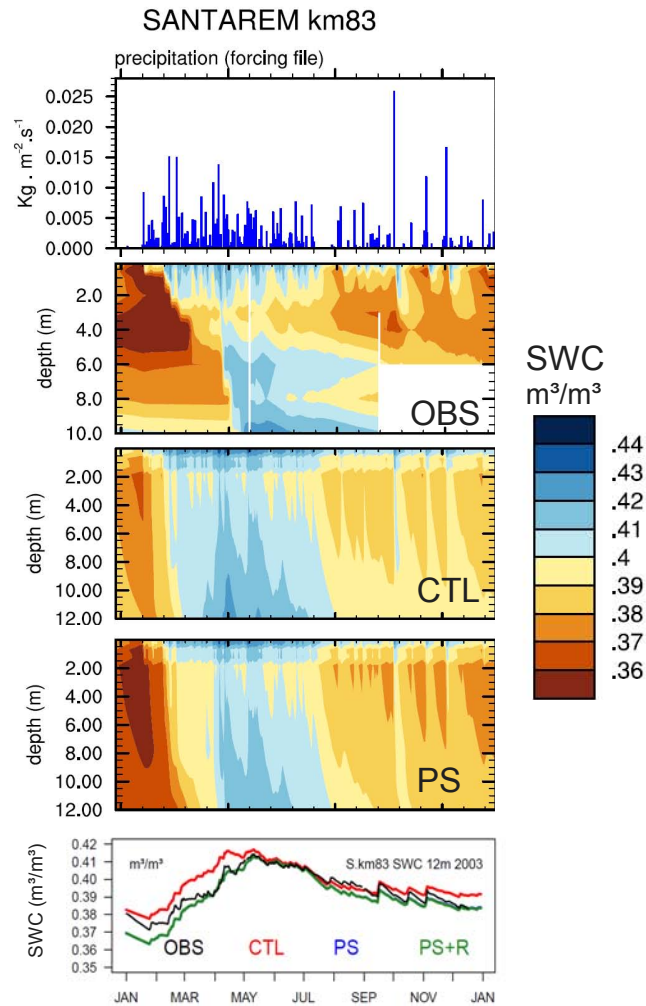 SANTAREM km83
precipitation (forcing file)
Kg . m⁻² .s⁻¹
0.025
0.020
0.015
0.010
0.005
0.000
depth (m)
2.0
4.0
6.0
8.0
10.0
OBS
SWC
m³/m³
.44
.43
.42
.41
.4
.39
.38
.37
.36
depth (m)
2.00
4.00
6.00
8.00
10.00
12.00
CTL
depth (m)
2.00
4.00
6.00
8.00
10.00
12.00
PS
SWC (m³/m³)
0.42
0.41
0.40
0.39
0.38
0.37
0.36
0.35
m³/m³
S.km83 SWC 12m 2003
OBS CTL PS PS+R
JAN MAR MAY JUL SEP NOV JAN